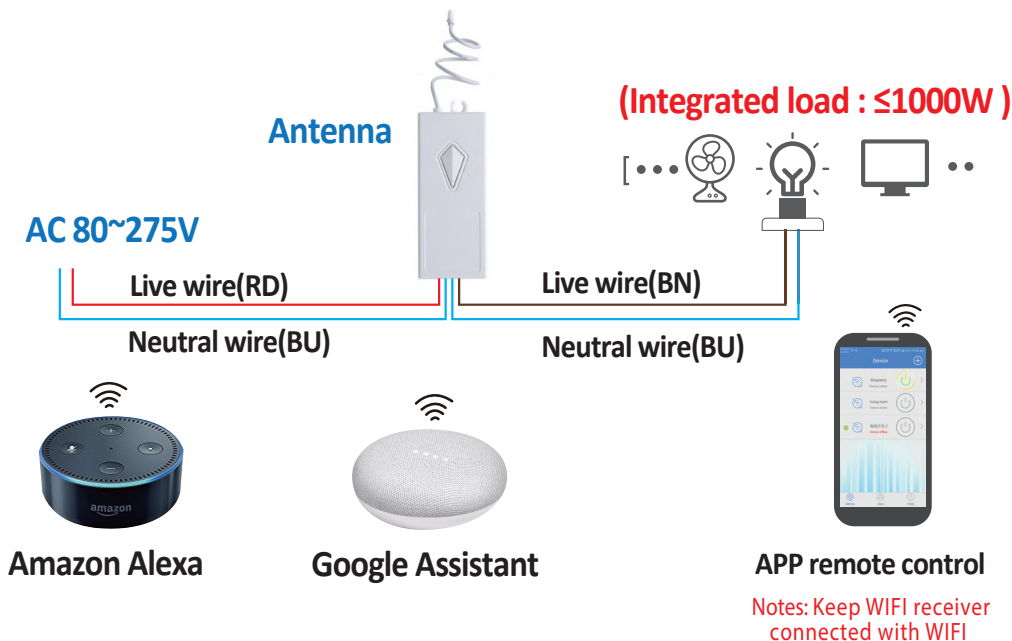 (Integrated load : ≤1000W )
Antenna
AC 80~275V
Live wire(RD)
Live wire(BN)
Neutral wire(BU)
Neutral wire(BU)
Device
amazon
Amazon Alexa
Google Assistant
APP remote control
Notes: Keep WIFI receiver
connected with WIFI